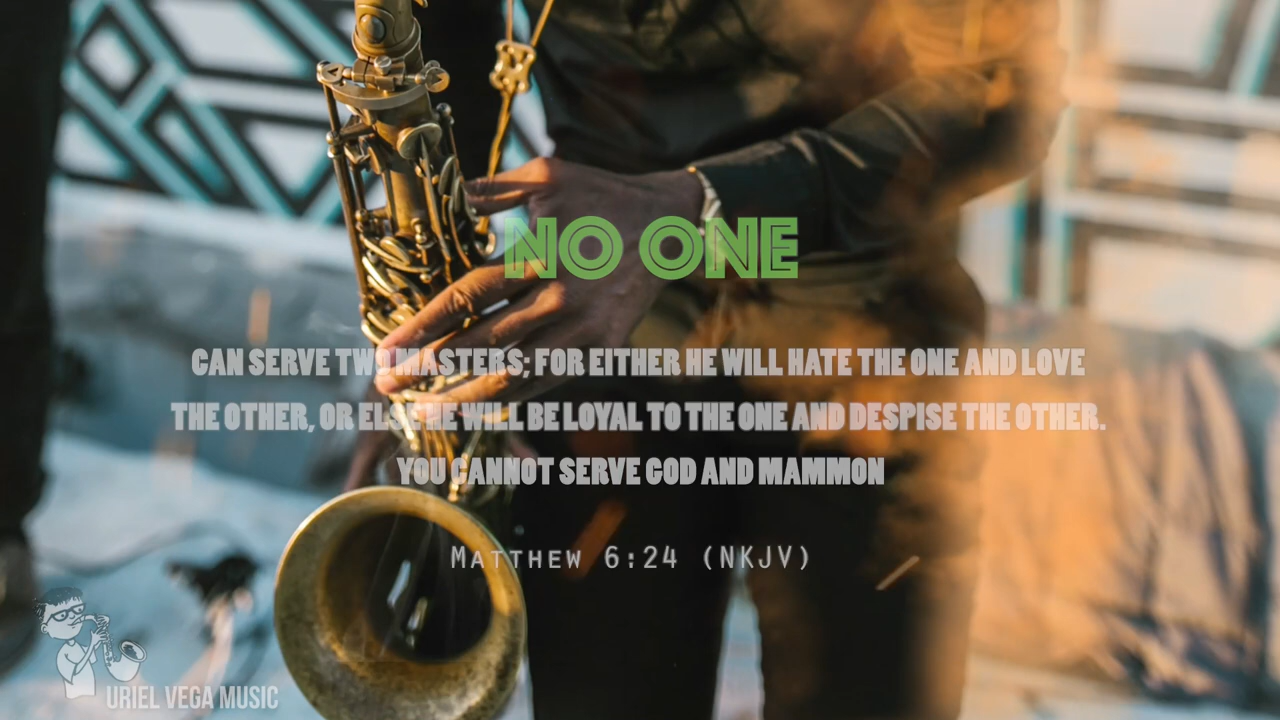 NO ONE
CAN SERVE TWO MASTERS; FOR EITHER HE WILL HATE THE ONE AND LOVE
THE OTHER, OR ELSE HE WILL BE LOYAL TO THE ONE AND DESPISE THE OTHER.
YOU CANNOT SERVE GOD AND MAMMON
Matthew 6:24 (NKJV)
URIEL VEGA MUSIC